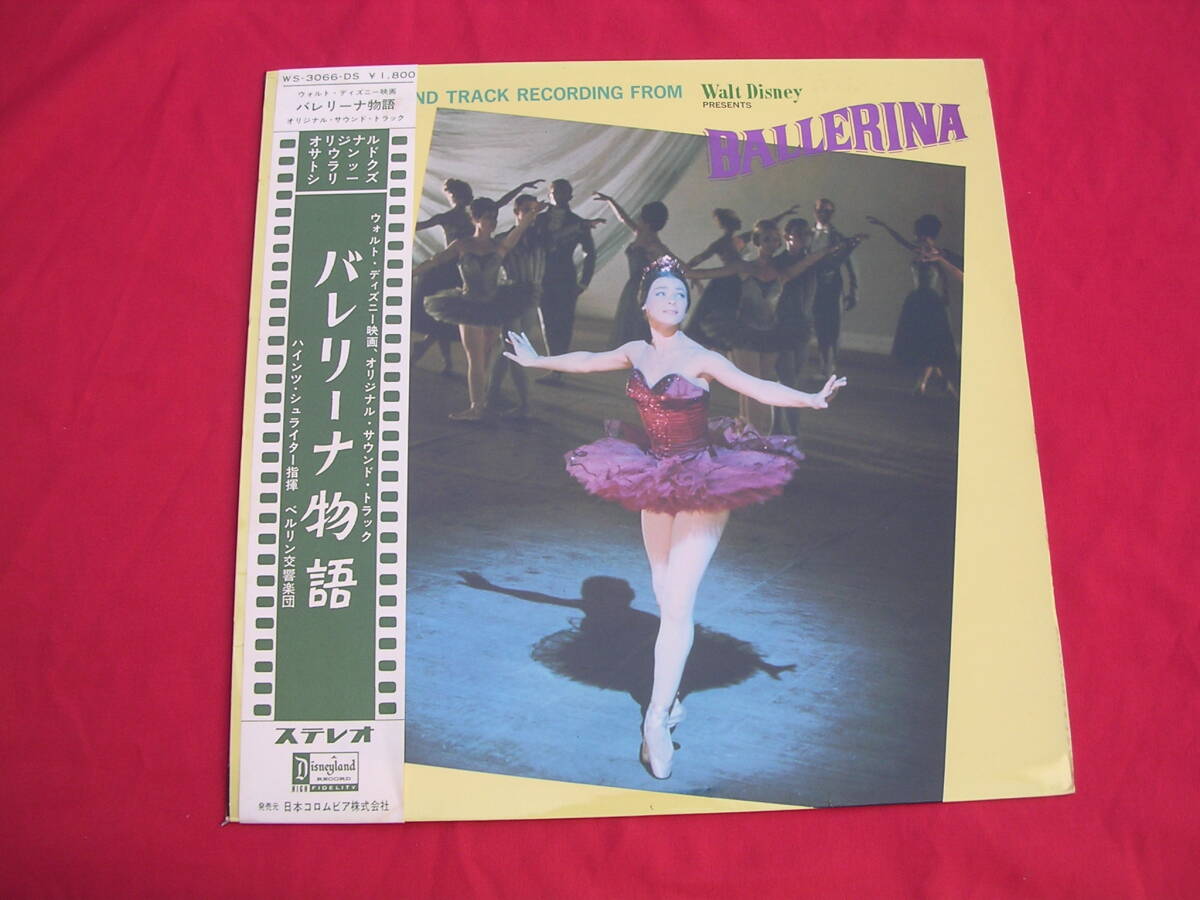 WS-3066-DS ￥1,800
ウォルト・ディズニー映画
バレリーナ物語
オリジナル・サウンド・トラック
オリジナル
サウンド
トラック
シリーズ
ウォルト・ディズニー映画、オリジナル・サウンド・トラック
バレリーナ物語
ハインツ・シュライター指揮 ベルリン交響楽団
ステレオ
Disneyland
RECORD
HIGH FIDELITY
発売元 日本コロムビア株式会社
ND TRACK RECORDING FROM Walt Disney
PRESENTS
BALLERINA